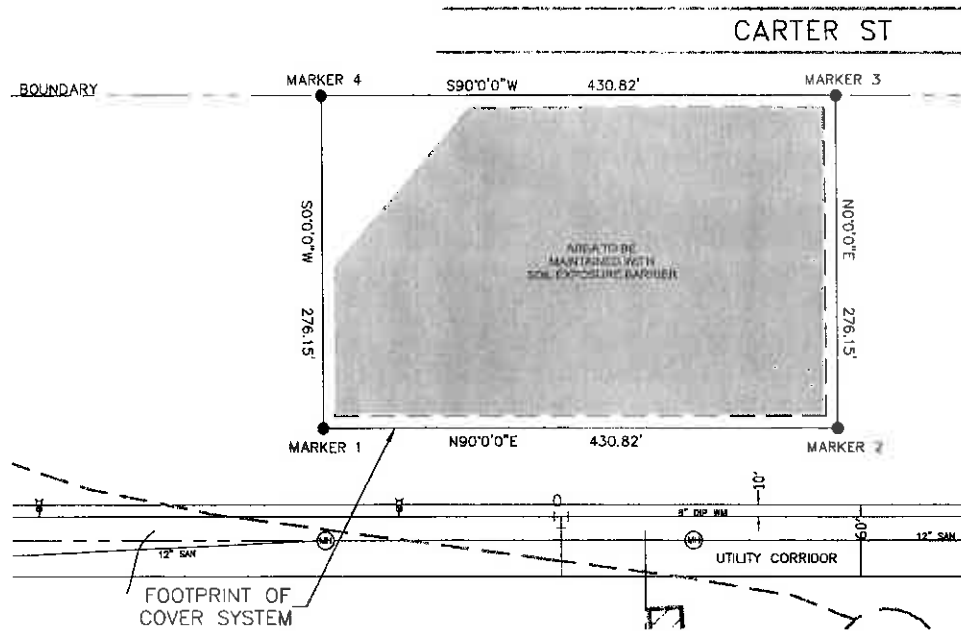 CARTER ST
BOUNDARY
MARKER 4
S90°0'0"W 430.82'
MARKER 3
S0°0'0"W 276.15'
AREA TO BE
MAINTAINED WITH
SOIL EXPOSURE BARRIER
N0°0'0"E 276.15'
MARKER 1
N90°0'0"E 430.82'
MARKER 2
10'
8" DIP WM
60'
12" SAN
MH
MH
12" SAN
UTILITY CORRIDOR
FOOTPRINT OF
COVER SYSTEM